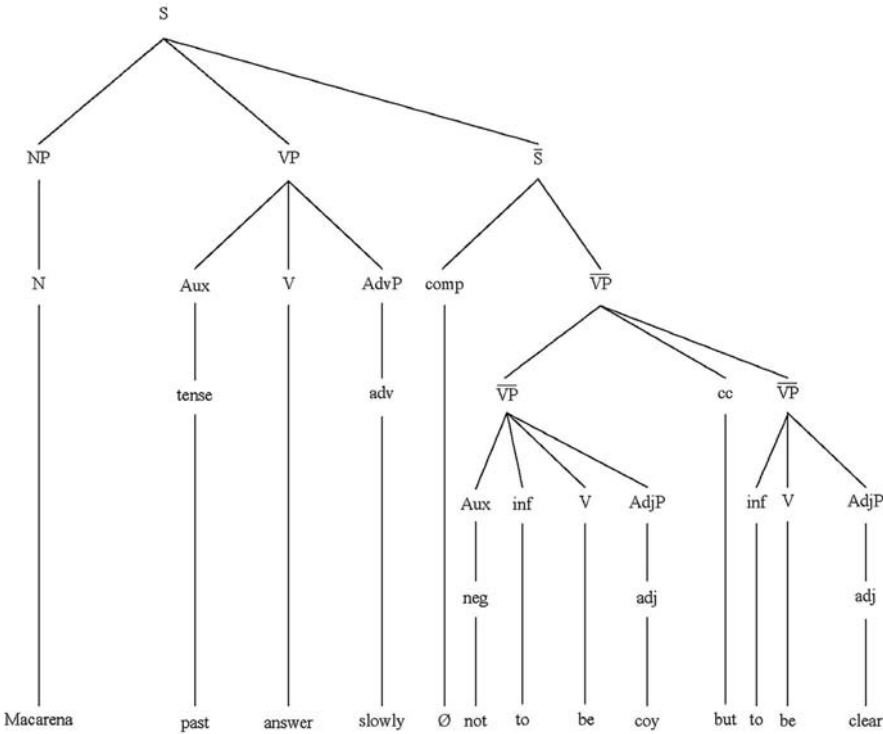 S
NP VP S̅
N Aux V AdvP comp V̅P̅
tense adv V̅P̅ cc V̅P̅
Aux inf V AdjP inf V AdjP
neg adj adj
Macarena past answer slowly Ø not to be coy but to be clear